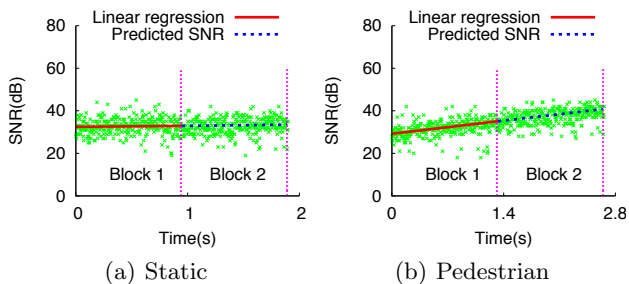 Linear regression
Predicted SNR
80
60
40
20
0
SNR(dB)
Block 1
Block 2
0
1
2
Time(s)
(a) Static
Linear regression
Predicted SNR
80
60
40
20
0
SNR(dB)
Block 1
Block 2
0
1.4
2.8
Time(s)
(b) Pedestrian